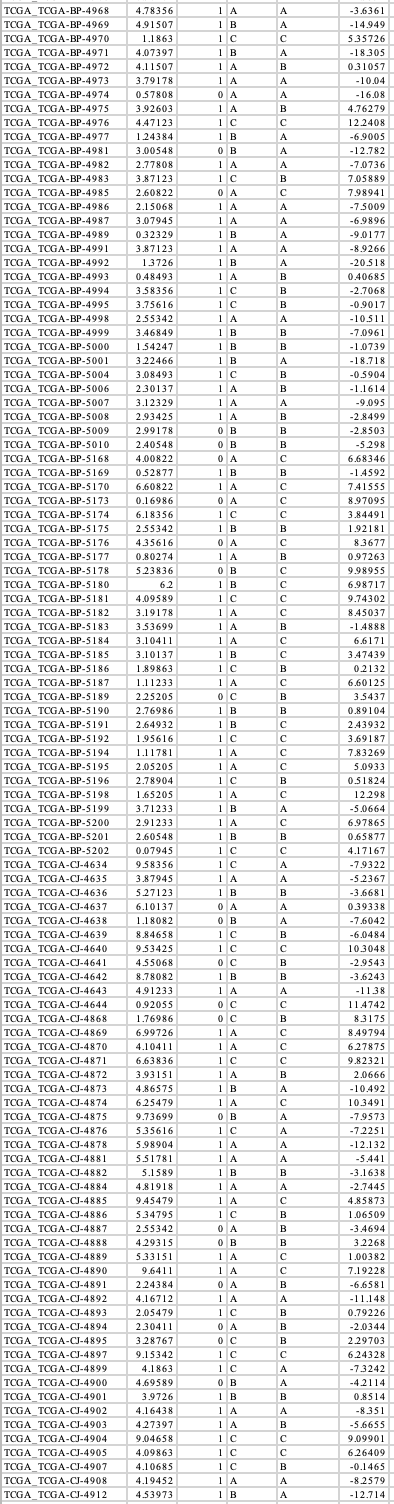 TCGA_TCGA-BP-4968 4.78356 1 A A -3.6361
TCGA_TCGA-BP-4969 4.91507 1 B A -14.949
TCGA_TCGA-BP-4970 1.1863 1 C C 5.35726
TCGA_TCGA-BP-4971 4.07397 1 B A -18.305
TCGA_TCGA-BP-4972 4.11507 1 A B 0.31057
TCGA_TCGA-BP-4973 3.79178 1 A A -10.04
TCGA_TCGA-BP-4974 0.57808 0 A A -16.08
TCGA_TCGA-BP-4975 3.92603 1 A B 4.76279
TCGA_TCGA-BP-4976 4.47123 1 C C 12.2408
TCGA_TCGA-BP-4977 1.24384 1 B A -6.9005
TCGA_TCGA-BP-4981 3.00548 0 B A -12.782
TCGA_TCGA-BP-4982 2.77808 1 A A -7.0736
TCGA_TCGA-BP-4983 3.87123 1 C B 7.05889
TCGA_TCGA-BP-4985 2.60822 0 A C 7.98941
TCGA_TCGA-BP-4986 2.15068 1 A A -7.5009
TCGA_TCGA-BP-4987 3.07945 1 A A -6.9896
TCGA_TCGA-BP-4989 0.32329 1 B A -9.0177
TCGA_TCGA-BP-4991 3.87123 1 A A -8.9266
TCGA_TCGA-BP-4992 1.3726 1 B A -20.518
TCGA_TCGA-BP-4993 0.48493 1 A B 0.40685
TCGA_TCGA-BP-4994 3.58356 1 C B -2.7068
TCGA_TCGA-BP-4995 3.75616 1 C B -0.9017
TCGA_TCGA-BP-4998 2.55342 1 A A -10.511
TCGA_TCGA-BP-4999 3.46849 1 B B -7.0961
TCGA_TCGA-BP-5000 1.54247 1 B B -1.0739
TCGA_TCGA-BP-5001 3.22466 1 B A -18.718
TCGA_TCGA-BP-5004 3.08493 1 C B -0.5904
TCGA_TCGA-BP-5006 2.30137 1 A B -1.1614
TCGA_TCGA-BP-5007 3.12329 1 A A -9.095
TCGA_TCGA-BP-5008 2.93425 1 A B -2.8499
TCGA_TCGA-BP-5009 2.99178 0 B B -2.8503
TCGA_TCGA-BP-5010 2.40548 0 B B -5.298
TCGA_TCGA-BP-5168 4.00822 0 A C 6.68346
TCGA_TCGA-BP-5169 0.52877 1 B B -1.4592
TCGA_TCGA-BP-5170 6.60822 1 A C 7.41555
TCGA_TCGA-BP-5173 0.16986 0 A C 8.97095
TCGA_TCGA-BP-5174 6.18356 1 C C 3.84491
TCGA_TCGA-BP-5175 2.55342 1 B B 1.92181
TCGA_TCGA-BP-5176 4.35616 0 A C 8.3677
TCGA_TCGA-BP-5177 0.80274 1 A B 0.97263
TCGA_TCGA-BP-5178 5.23836 0 B C 9.98955
TCGA_TCGA-BP-5180 6.2 1 B C 6.98717
TCGA_TCGA-BP-5181 4.09589 1 C C 9.74302
TCGA_TCGA-BP-5182 3.19178 1 A C 8.45037
TCGA_TCGA-BP-5183 3.53699 1 A B -1.4888
TCGA_TCGA-BP-5184 3.10411 1 A C 6.6171
TCGA_TCGA-BP-5185 3.10137 1 B C 3.47439
TCGA_TCGA-BP-5186 1.89863 1 C B 0.2132
TCGA_TCGA-BP-5187 1.11233 1 A C 6.60125
TCGA_TCGA-BP-5189 2.25205 0 C B 3.5437
TCGA_TCGA-BP-5190 2.76986 1 B B 0.89104
TCGA_TCGA-BP-5191 2.64932 1 B C 2.43932
TCGA_TCGA-BP-5192 1.95616 1 C C 3.69187
TCGA_TCGA-BP-5194 1.11781 1 A C 7.83269
TCGA_TCGA-BP-5195 2.05205 1 A C 5.0933
TCGA_TCGA-BP-5196 2.78904 1 C B 0.51824
TCGA_TCGA-BP-5198 1.65205 1 A C 12.298
TCGA_TCGA-BP-5199 3.71233 1 B A -5.0664
TCGA_TCGA-BP-5200 2.91233 1 A C 6.97865
TCGA_TCGA-BP-5201 2.60548 1 B B 0.65877
TCGA_TCGA-BP-5202 0.07945 1 C C 4.17167
TCGA_TCGA-CJ-4634 9.58356 1 C A -7.9322
TCGA_TCGA-CJ-4635 3.87945 1 A A -5.2367
TCGA_TCGA-CJ-4636 5.27123 1 B B -3.6681
TCGA_TCGA-CJ-4637 6.10137 0 A A 0.39338
TCGA_TCGA-CJ-4638 1.18082 0 B A -7.6042
TCGA_TCGA-CJ-4639 8.84658 1 C B -6.0484
TCGA_TCGA-CJ-4640 9.53425 1 C C 10.3048
TCGA_TCGA-CJ-4641 4.55068 0 C B -2.9543
TCGA_TCGA-CJ-4642 8.78082 1 B B -3.6243
TCGA_TCGA-CJ-4643 4.91233 1 A A -11.38
TCGA_TCGA-CJ-4644 0.92055 0 C C 11.4742
TCGA_TCGA-CJ-4868 1.76986 0 C B 8.3175
TCGA_TCGA-CJ-4869 6.99726 1 A C 8.49794
TCGA_TCGA-CJ-4870 4.10411 1 A C 6.27875
TCGA_TCGA-CJ-4871 6.63836 1 C C 9.82321
TCGA_TCGA-CJ-4872 3.93151 1 A B 2.0666
TCGA_TCGA-CJ-4873 4.86575 1 B A -10.492
TCGA_TCGA-CJ-4874 6.25479 1 A C 10.3491
TCGA_TCGA-CJ-4875 9.73699 0 B A -7.9573
TCGA_TCGA-CJ-4876 5.35616 1 C A -7.2251
TCGA_TCGA-CJ-4878 5.98904 1 A A -12.132
TCGA_TCGA-CJ-4881 5.51781 1 A A -5.441
TCGA_TCGA-CJ-4882 5.1589 1 B B -3.1638
TCGA_TCGA-CJ-4884 4.81918 1 A A -2.7445
TCGA_TCGA-CJ-4885 9.45479 1 A C 4.85873
TCGA_TCGA-CJ-4886 5.34795 1 C B 1.06509
TCGA_TCGA-CJ-4887 2.55342 0 A B -3.4694
TCGA_TCGA-CJ-4888 4.29315 0 B B 3.2268
TCGA_TCGA-CJ-4889 5.33151 1 A C 1.00382
TCGA_TCGA-CJ-4890 9.6411 1 A C 7.19228
TCGA_TCGA-CJ-4891 2.24384 0 A B -6.6581
TCGA_TCGA-CJ-4892 4.16712 1 A A -11.148
TCGA_TCGA-CJ-4893 2.05479 1 C B 0.79226
TCGA_TCGA-CJ-4894 2.30411 0 A B -2.0344
TCGA_TCGA-CJ-4895 3.28767 0 C B 2.29703
TCGA_TCGA-CJ-4897 9.15342 1 C C 6.24328
TCGA_TCGA-CJ-4899 4.1863 1 C A -7.3242
TCGA_TCGA-CJ-4900 4.69589 0 B A -4.2114
TCGA_TCGA-CJ-4901 3.9726 1 B B 0.8514
TCGA_TCGA-CJ-4902 4.16438 1 A A -8.351
TCGA_TCGA-CJ-4903 4.27397 1 A B -5.6655
TCGA_TCGA-CJ-4904 9.04658 1 C C 9.09901
TCGA_TCGA-CJ-4905 4.09863 1 C C 6.26409
TCGA_TCGA-CJ-4907 4.10685 1 C B -0.1465
TCGA_TCGA-CJ-4908 4.19452 1 A A -8.2579
TCGA_TCGA-CJ-4912 4.53973 1 B A -12.714